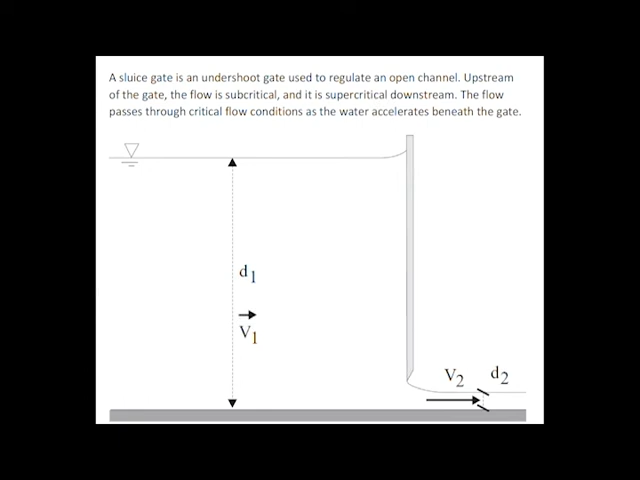 A sluice gate is an undershoot gate used to regulate an open channel. Upstream
of the gate, the flow is subcritical, and it is supercritical downstream. The flow
passes through critical flow conditions as the water accelerates beneath the gate.
d1
V1
V2 d2